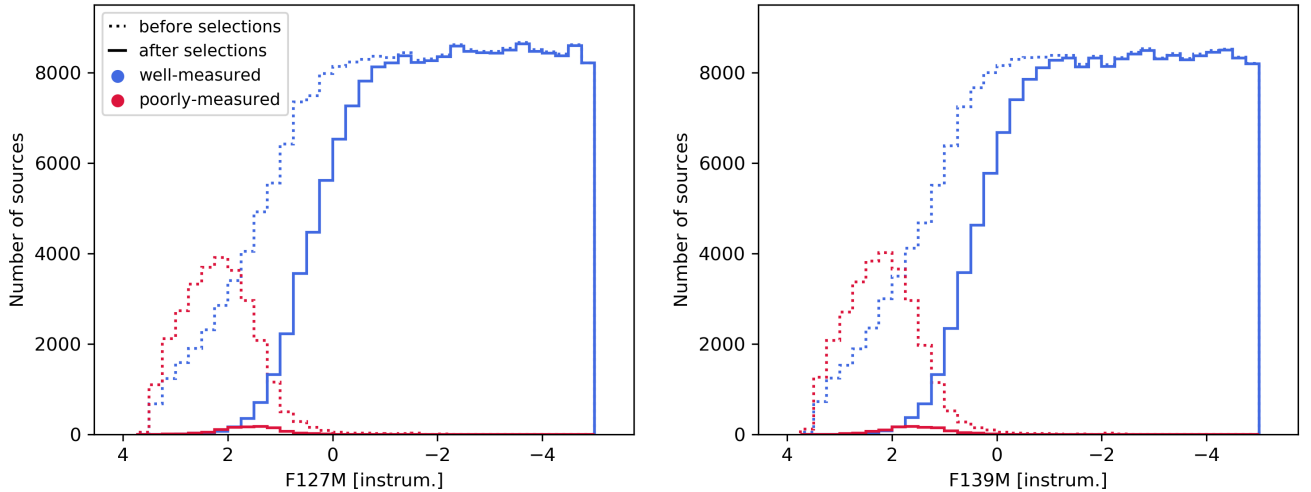 before selections
after selections
well-measured
poorly-measured
Number of sources
8000
6000
4000
2000
0
4
2
0
−2
−4
F127M [instrum.]
Number of sources
8000
6000
4000
2000
0
4
2
0
−2
−4
F139M [instrum.]